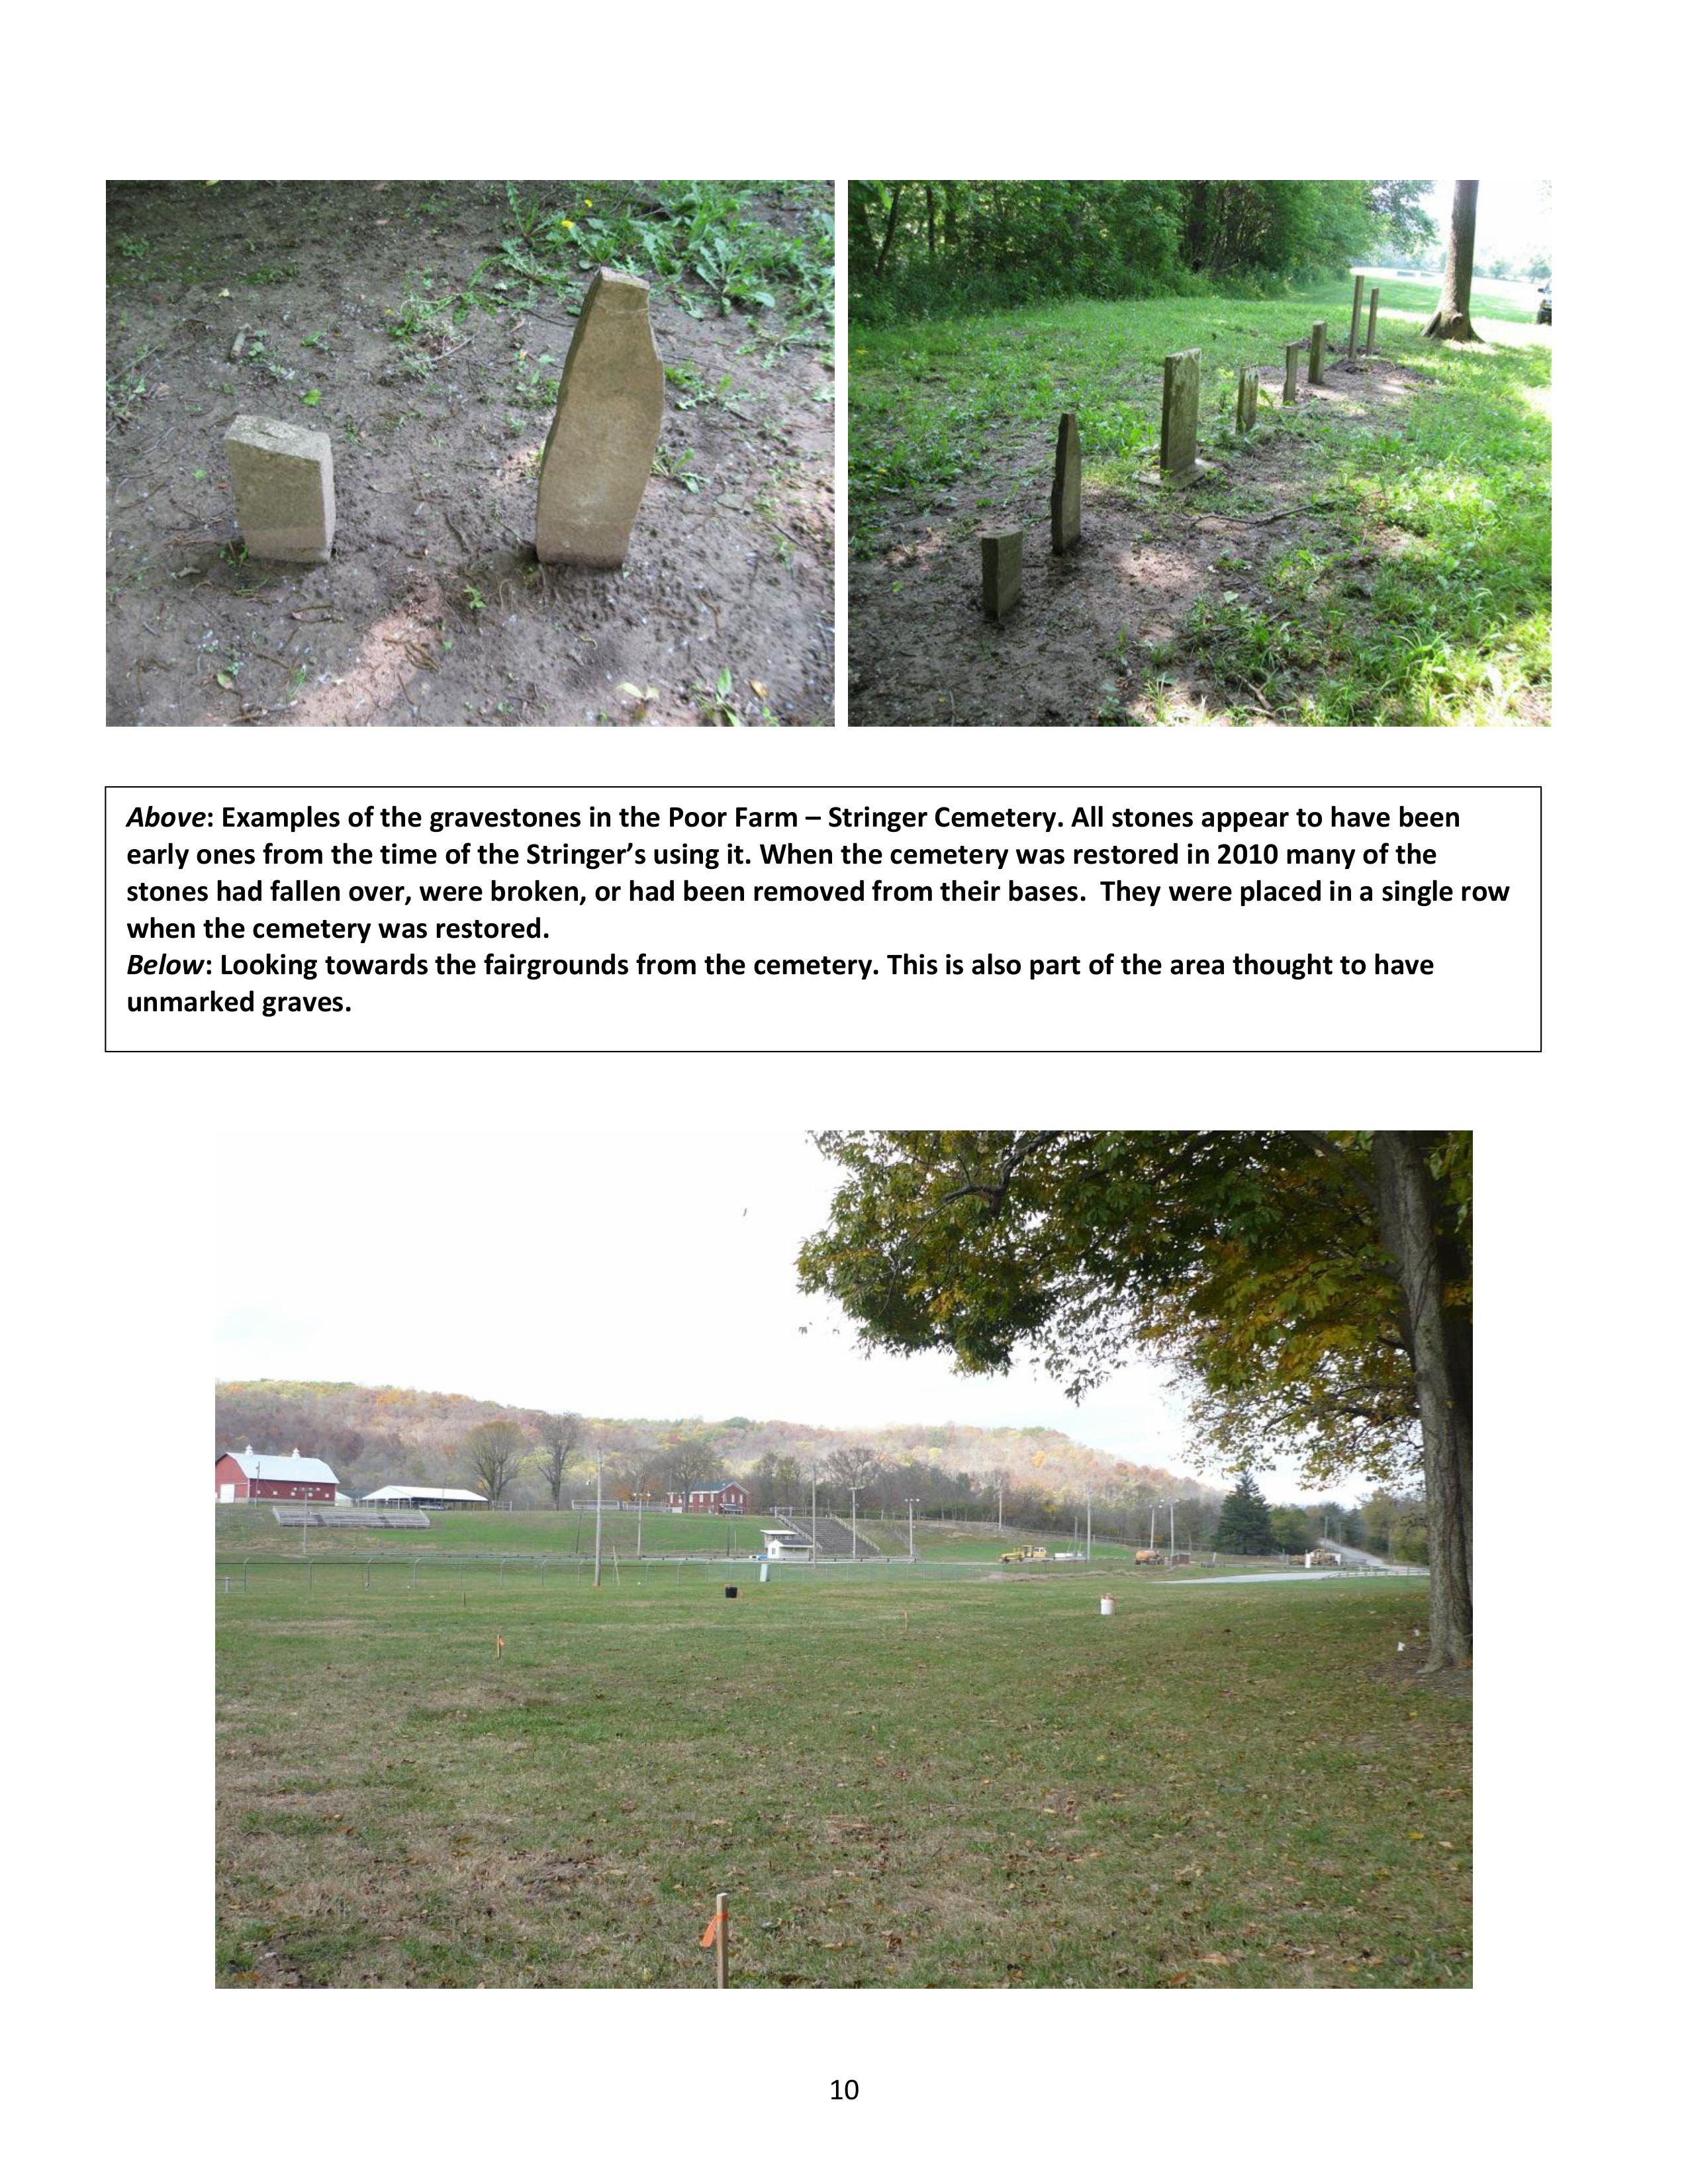 Above: Examples of the gravestones in the Poor Farm – Stringer Cemetery. All stones appear to have been
early ones from the time of the Stringer’s using it. When the cemetery was restored in 2010 many of the
stones had fallen over, were broken, or had been removed from their bases.  They were placed in a single row
when the cemetery was restored.
Below: Looking towards the fairgrounds from the cemetery. This is also part of the area thought to have
unmarked graves.
10